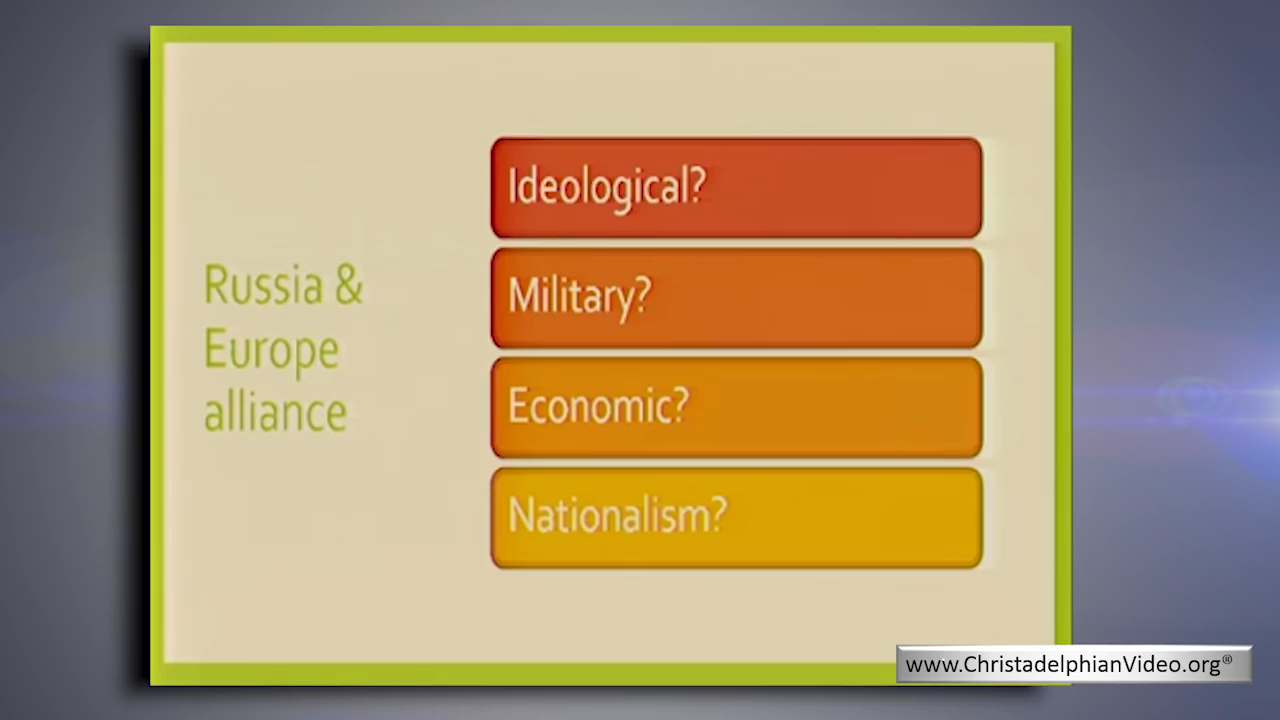 Russia &
Europe
alliance
Ideological?
Military?
Economic?
Nationalism?
www.ChristadelphianVideo.org®